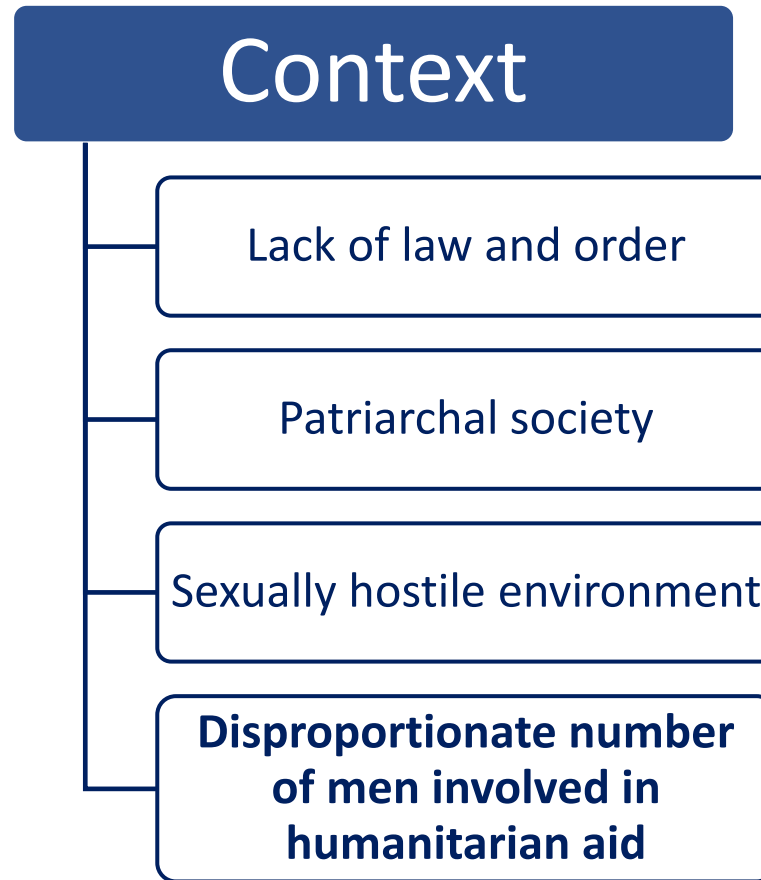 Context
Lack of law and order
Patriarchal society
Sexually hostile environment
Disproportionate number
of men involved in
humanitarian aid